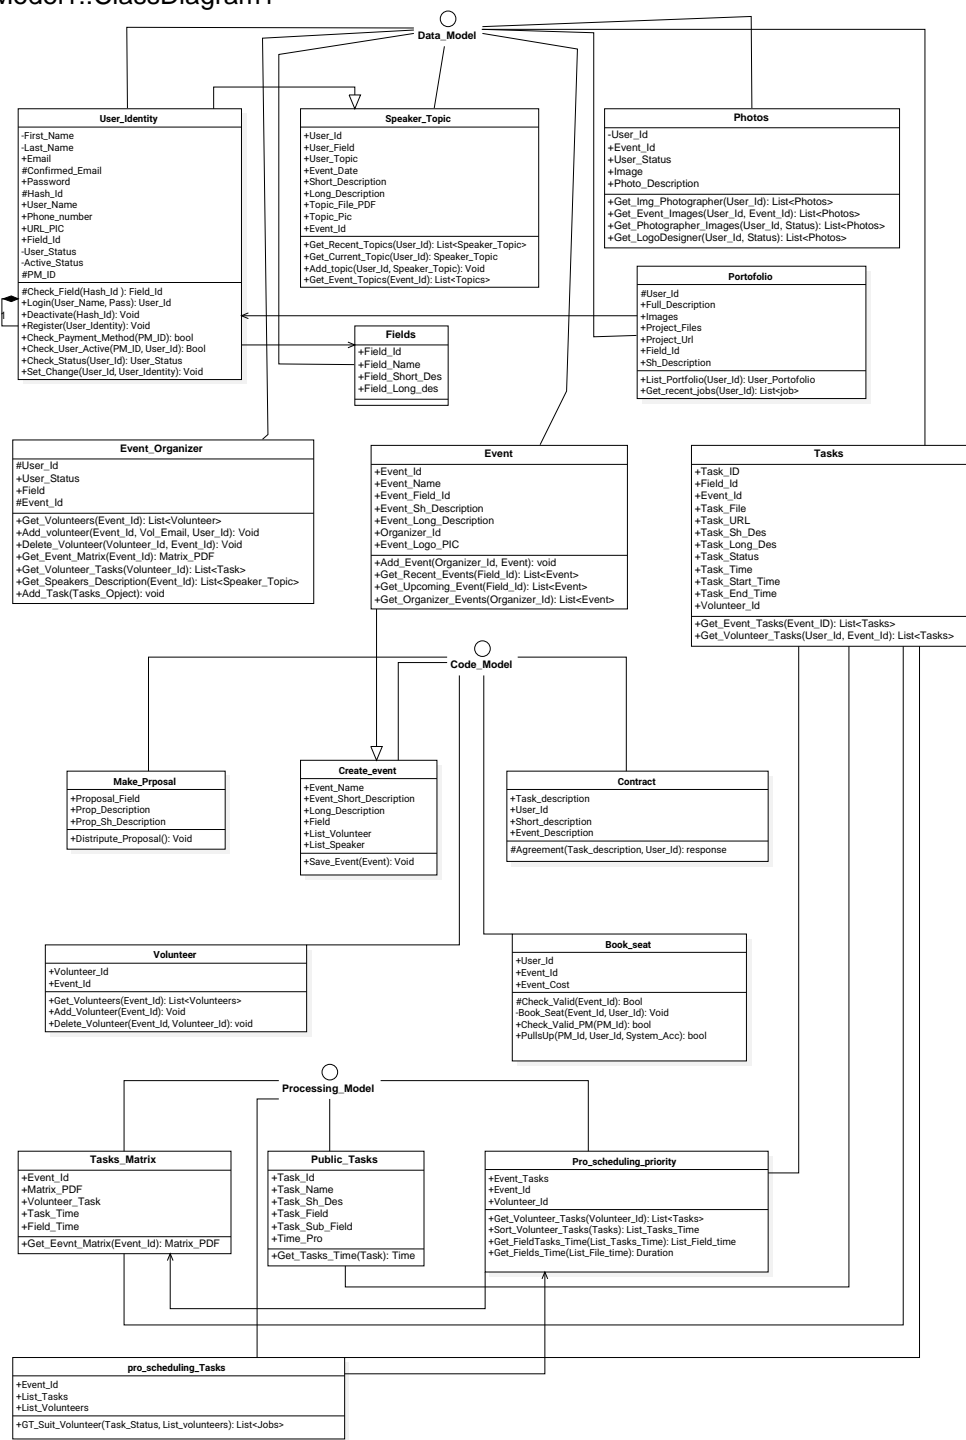 Model1::ClassDiagram1
Data_Model
User_Identity
-First_Name
-Last_Name
+Email
#Confirmed_Email
+Password
#Hash_Id
+User_Name
+Phone_number
+URL_PIC
+Field_Id
-User_Status
-Active_Status
#PM_ID
#Check_Field(Hash_Id ): Field_Id
+Login(User_Name, Pass): User_Id
+Deactivate(Hash_Id): Void
+Register(User_Identity): Void
+Check_Payment_Method(PM_ID): bool
+Check_User_Active(PM_ID, User_Id): Bool
+Check_Status(User_Id): User_Status
+Set_Change(User_Id, User_Identity): Void
1
Speaker_Topic
+User_Id
+User_Field
+User_Topic
+Event_Date
+Short_Description
+Long_Description
+Topic_File_PDF
+Topic_Pic
+Event_Id
+Get_Recent_Topics(User_Id): List<Speaker_Topic>
+Get_Current_Topic(User_Id): Speaker_Topic
+Add_topic(User_Id, Speaker_Topic): Void
+Get_Event_Topics(Event_Id): List<Topics>
Photos
-User_Id
+Event_Id
+User_Status
+Image
+Photo_Description
+Get_Img_Photographer(User_Id): List<Photos>
+Get_Event_Images(User_Id, Event_Id): List<Photos>
+Get_Photographer_Images(User_Id, Status): List<Photos>
+Get_LogoDesigner(User_Id, Status): List<Photos>
Portofolio
#User_Id
+Full_Description
+Images
+Project_Files
+Project_Url
+Field_Id
+Sh_Description
+List_Portfolio(User_Id): User_Portofolio
+Get_recent_jobs(User_Id): List<job>
Fields
+Field_Id
+Field_Name
+Field_Short_Des
+Field_Long_des
Event_Organizer
#User_Id
+User_Status
+Field
#Event_Id
+Get_Volunteers(Event_Id): List<Volunteer>
+Add_volunteer(Event_Id, Vol_Email, User_Id): Void
+Delete_Volunteer(Volunteer_Id, Event_Id): Void
+Get_Event_Matrix(Event_Id): Matrix_PDF
+Get_Volunteer_Tasks(Volunteer_Id): List<Task>
+Get_Speakers_Description(Event_Id): List<Speaker_Topic>
+Add_Task(Tasks_Opject): void
Event
+Event_Id
+Event_Name
+Event_Field_Id
+Event_Sh_Description
+Event_Long_Description
+Organizer_Id
+Event_Logo_PIC
+Add_Event(Organizer_Id, Event): void
+Get_Recent_Events(Field_Id): List<Event>
+Get_Upcoming_Event(Field_Id): List<Event>
+Get_Organizer_Events(Organizer_Id): List<Event>
Tasks
+Task_ID
+Field_Id
+Event_Id
+Task_File
+Task_URL
+Task_Sh_Des
+Task_Long_Des
+Task_Status
+Task_Time
+Task_Start_Time
+Task_End_Time
+Volunteer_Id
+Get_Event_Tasks(Event_ID): List<Tasks>
+Get_Volunteer_Tasks(User_Id, Event_Id): List<Tasks>
Code_Model
Make_Prposal
+Proposal_Field
+Prop_Description
+Prop_Sh_Description
+Distripute_Proposal(): Void
Create_event
+Event_Name
+Event_Short_Description
+Long_Description
+Field
+List_Volunteer
+List_Speaker
+Save_Event(Event): Void
Contract
+Task_description
+User_Id
+Short_description
+Event_Description
#Agreement(Task_description, User_Id): response
Volunteer
+Volunteer_Id
+Event_Id
+Get_Volunteers(Event_Id): List<Volunteers>
+Add_Volunteer(Event_Id): Void
+Delete_Volunteer(Event_Id, Volunteer_Id): void
Book_seat
+User_Id
+Event_Id
+Event_Cost
#Check_Valid(Event_Id): Bool
-Book_Seat(Event_Id, User_Id): Void
+Check_Valid_PM(PM_Id): bool
+PullsUp(PM_Id, User_Id, System_Acc): bool
Processing_Model
Tasks_Matrix
+Event_Id
+Matrix_PDF
+Volunteer_Task
+Task_Time
+Field_Time
+Get_Eevnt_Matrix(Event_Id): Matrix_PDF
Public_Tasks
+Task_Id
+Task_Name
+Task_Sh_Des
+Task_Field
+Task_Sub_Field
+Time_Pro
+Get_Tasks_Time(Task): Time
Pro_scheduling_priority
+Event_Tasks
+Event_Id
+Volunteer_Id
+Get_Volunteer_Tasks(Volunteer_Id): List<Tasks>
+Sort_Volunteer_Tasks(Tasks): List_Tasks_Time
+Get_FieldTasks_Time(List_Tasks_Time): List_Field_time
+Get_Fields_Time(List_File_time): Duration
pro_scheduling_Tasks
+Event_Id
+List_Tasks
+List_Volunteers
+GT_Suit_Volunteer(Task_Status, List_volunteers): List<Jobs>